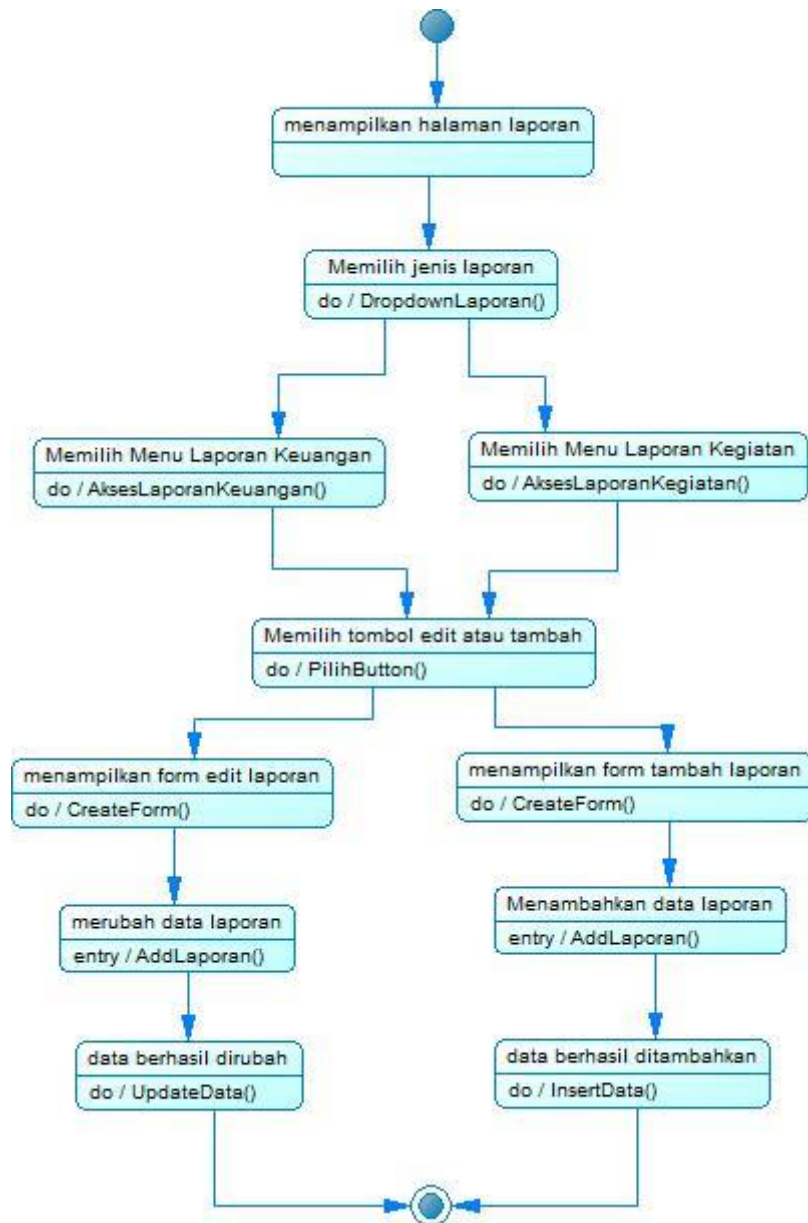 menampilkan halaman laporan
Memilih jenis laporan
do / DropdownLaporan()
Memilih Menu Laporan Keuangan
do / AksesLaporanKeuangan()
Memilih Menu Laporan Kegiatan
do / AksesLaporanKegiatan()
Memilih tombol edit atau tambah
do / PilihButton()
menampilkan form edit laporan
do / CreateForm()
menampilkan form tambah laporan
do / CreateForm()
merubah data laporan
entry / AddLaporan()
Menambahkan data laporan
entry / AddLaporan()
data berhasil dirubah
do / UpdateData()
data berhasil ditambahkan
do / InsertData()